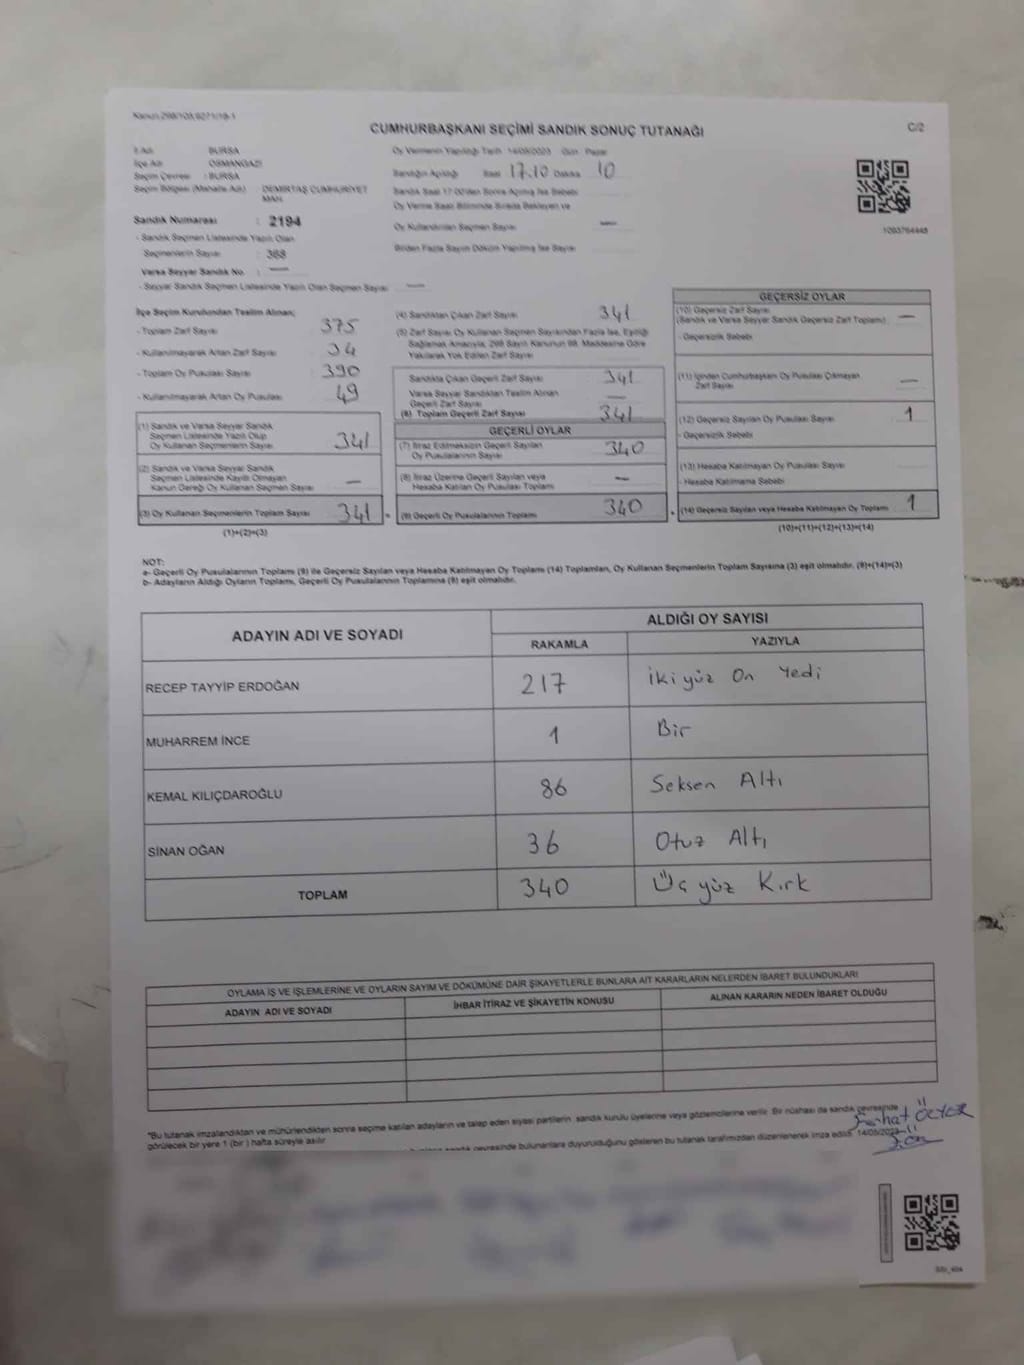 Kanun:298/105,6271/19-1
CUMHURBAŞKANI SEÇİMİ SANDIK SONUÇ TUTANAĞI
C/2
İl Adı : BURSA
İlçe Adı : OSMANGAZİ
Seçim Çevresi : BURSA
Seçim Bölgesi (Mahalle Adı) : DEMİRTAŞ CUMHURİYET
MAH.
Sandık Numarası : 2194
- Sandık Seçmen Listesinde Yazılı Olan
Seçmenlerin Sayısı : 368
Varsa Seyyar Sandık No. : —
- Seyyar Sandık Seçmen Listesinde Yazılı Olan Seçmen Sayısı —
Oy Vermenin Yapıldığı Tarih 14/05/2023 Gün : Pazar
Sandığın Açıldığı Saat 17.10 Dakika 10
Sandık Saat 17:00'den Sonra Açılmış İse Sebebi
Oy Verme Saati Bitiminde Sırada Bekleyen ve
Oy Kullandırılan Seçmen Sayısı —
Birden Fazla Sayım Döküm Yapılmış İse Sayısı
1093764448
İlçe Seçim Kurulundan Teslim Alınan;
- Toplam Zarf Sayısı 375
- Kullanılmayarak Artan Zarf Sayısı 34
- Toplam Oy Pusulası Sayısı 390
- Kullanılmayarak Artan Oy Pusulası 49
(1) Sandık ve Varsa Seyyar Sandık
Seçmen Listesinde Yazılı Olup
Oy Kullanan Seçmenlerin Sayısı 341
(2) Sandık ve Varsa Seyyar Sandık
Seçmen Listesinde Kayıtlı Olmayan
Kanun Gereği Oy Kullanan Seçmen Sayısı —
(3) Oy Kullanan Seçmenlerin Toplam Sayısı 341
(1)+(2)=(3)
(4) Sandıktan Çıkan Zarf Sayısı 341
(5) Zarf Sayısı Oy Kullanan Seçmen Sayısından Fazla İse, Eşitliği
Sağlamak Amacıyla, 298 Sayılı Kanunun 98. Maddesine Göre
Yakılarak Yok Edilen Zarf Sayısı
Sandıkta Çıkan Geçerli Zarf Sayısı 341
Varsa Seyyar Sandıktan Teslim Alınan
Geçerli Zarf Sayısı —
(6) Toplam Geçerli Zarf Sayısı 341
GEÇERLİ OYLAR
(7) İtiraz Edilmeksizin Geçerli Sayılan
Oy Pusulalarının Sayısı 340
(8) İtiraz Üzerine Geçerli Sayılan veya
Hesaba Katılan Oy Pusulası Toplamı —
= (9) Geçerli Oy Pusulalarının Toplamı 340
GEÇERSİZ OYLAR
(10) Geçersiz Zarf Sayısı
(Sandık ve Varsa Seyyar Sandık Geçersiz Zarf Toplamı) —
- Geçersizlik Sebebi
(11) İçinden Cumhurbaşkanı Oy Pusulası Çıkmayan
Zarf Sayısı —
(12) Geçersiz Sayılan Oy Pusulası Sayısı 1
- Geçersizlik Sebebi
(13) Hesaba Katılmayan Oy Pusulası Sayısı
- Hesaba Katılmama Sebebi
+ (14) Geçersiz Sayılan veya Hesaba Katılmayan Oy Toplamı 1
(10)+(11)+(12)+(13)=(14)
NOT:
a- Geçerli Oy Pusulalarının Toplamı (9) ile Geçersiz Sayılan veya Hesaba Katılmayan Oy Toplamı (14) Toplamları, Oy Kullanan Seçmenlerin Toplam Sayısına (3) eşit olmalıdır. (9)+(14)=(3)
b- Adayların Aldığı Oyların Toplamı, Geçerli Oy Pusulalarının Toplamına (9) eşit olmalıdır.
ADAYIN ADI VE SOYADI
ALDIĞI OY SAYISI
RAKAMLA YAZIYLA
RECEP TAYYİP ERDOĞAN 217 İki yüz On Yedi
MUHARREM İNCE 1 Bir
KEMAL KILIÇDAROĞLU 86 Seksen Altı
SİNAN OĞAN 36 Otuz Altı
TOPLAM 340 Üç yüz Kırk
OYLAMA İŞ VE İŞLEMLERİNE VE OYLARIN SAYIM VE DÖKÜMÜNE DAİR ŞİKAYETLERLE BUNLARA AİT KARARLARIN NELERDEN İBARET BULUNDUKLARI
ADAYIN ADI VE SOYADI İHBAR İTİRAZ VE ŞİKAYETİN KONUSU ALINAN KARARIN NEDEN İBARET OLDUĞU
*Bu tutanak imzalandıktan ve mühürlendikten sonra seçime katılan adayların ve talep eden siyasi partilerin sandık kurulu üyelerine veya gözlemcilerine verilir. Bir nüshası da sandık çevresinde
görülecek bir yere 1 (bir) hafta süreyle asılır.
sandık çevresinde bulunanlara duyurulduğunu gösteren bu tutanak tarafımızdan düzenlenerek imza edildi. 14/05/2023